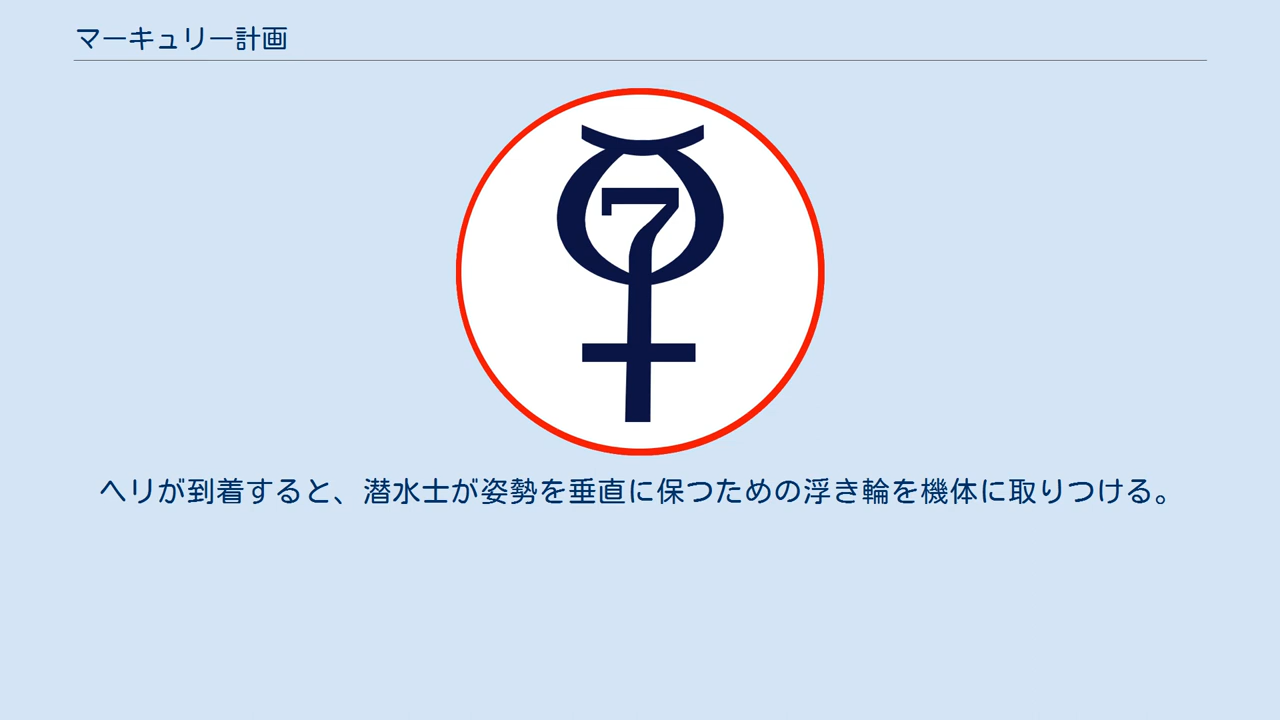 マーキュリー計画
7
ヘリが到着すると、潜水士が姿勢を垂直に保つための浮き輪を機体に取りつける。